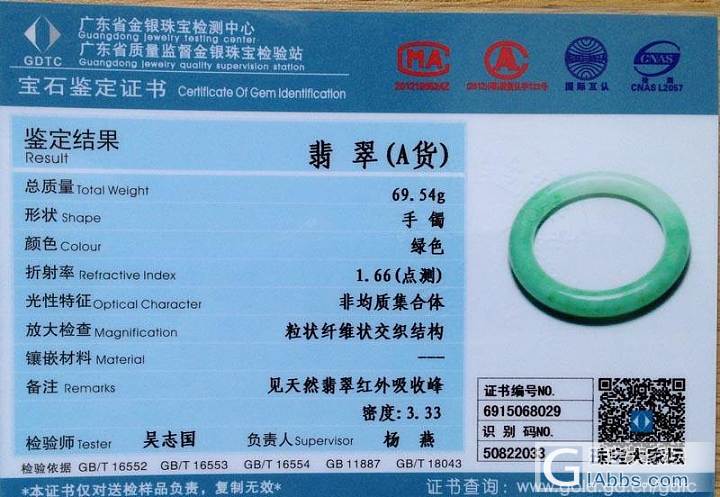 广东省金银珠宝检测中心
Guangdong jewelry testing center
广东省质量监督金银珠宝检验站
Guangdong jewelry quality supervision station
GDTC
宝石鉴定证书 Certificate Of Gem Identification
MA
国际互认
CNAS L2057
鉴定结果
Result
翡 翠(A货)
总质量 Total Weight 69.54g
形状 Shape 手 镯
颜色 Colour 绿色
折射率 Refractive Index 1.66(点测)
光性特征 Optical Character 非均质集合体
放大检查 Magnification 粒状纤维状交织结构
镶嵌材料 Material ---
备注 Remarks 见天然翡翠红外吸收峰
密度:3.33
检验师 Tester 吴志国 负责人 Supervisor 杨 燕
检验依据 GB/T 16552 GB/T 16553 GB/T 16554 GB 11887 GB/T 18043
*本证书仅对送检样品负责，复制无效*
证书编号NO.
6915068029
识 别 码NO.
50822033
珠宝大家坛
GIabbs.com
证书查询: